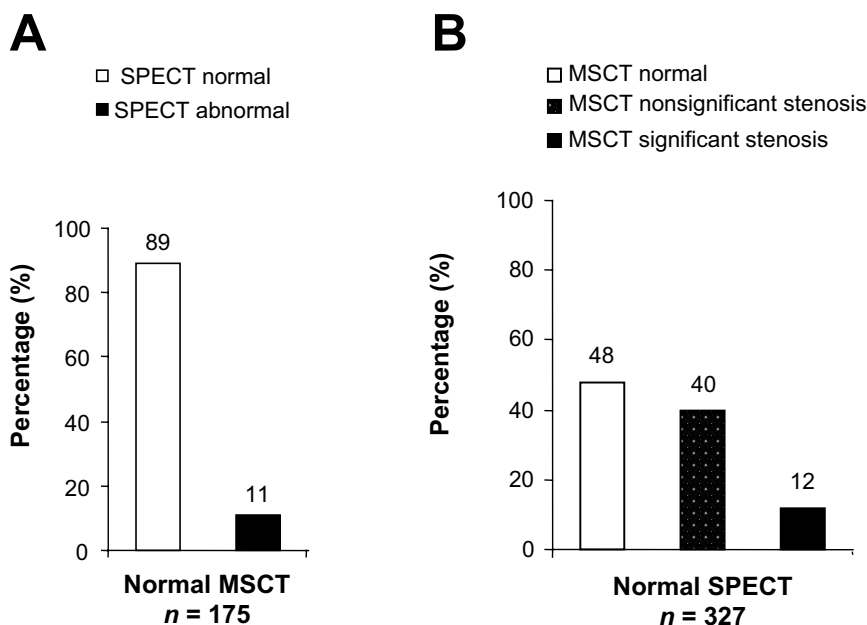 A
SPECT normal
SPECT abnormal
Percentage (%)
100
80
60
40
20
0
89
11
Normal MSCT
n = 175
B
MSCT normal
MSCT nonsignificant stenosis
MSCT significant stenosis
Percentage (%)
100
80
60
40
20
0
48
40
12
Normal SPECT
n = 327